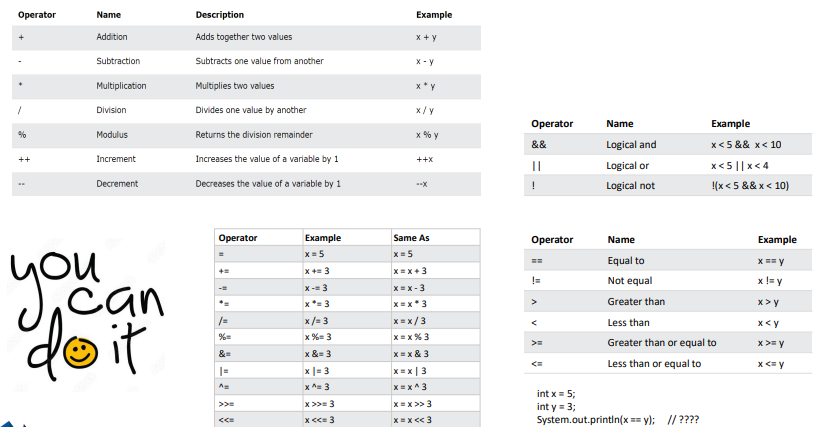 Operator Name Description Example
+ Addition Adds together two values x + y
- Subtraction Subtracts one value from another x - y
* Multiplication Multiplies two values x * y
/ Division Divides one value by another x / y
% Modulus Returns the division remainder x % y
++ Increment Increases the value of a variable by 1 ++x
-- Decrement Decreases the value of a variable by 1 --x
Operator Name Example
&& Logical and x < 5 && x < 10
|| Logical or x < 5 || x < 4
! Logical not !(x < 5 && x < 10)
you
can
do it
Operator Example Same As
= x = 5 x = 5
+= x += 3 x = x + 3
-= x -= 3 x = x - 3
*= x *= 3 x = x * 3
/= x /= 3 x = x / 3
%= x %= 3 x = x % 3
&= x &= 3 x = x & 3
|= x |= 3 x = x | 3
^= x ^= 3 x = x ^ 3
>>= x >>= 3 x = x >> 3
<<= x <<= 3 x = x << 3
Operator Name Example
== Equal to x == y
!= Not equal x != y
> Greater than x > y
< Less than x < y
>= Greater than or equal to x >= y
<= Less than or equal to x <= y
int x = 5;
int y = 3;
System.out.println(x == y); // ????